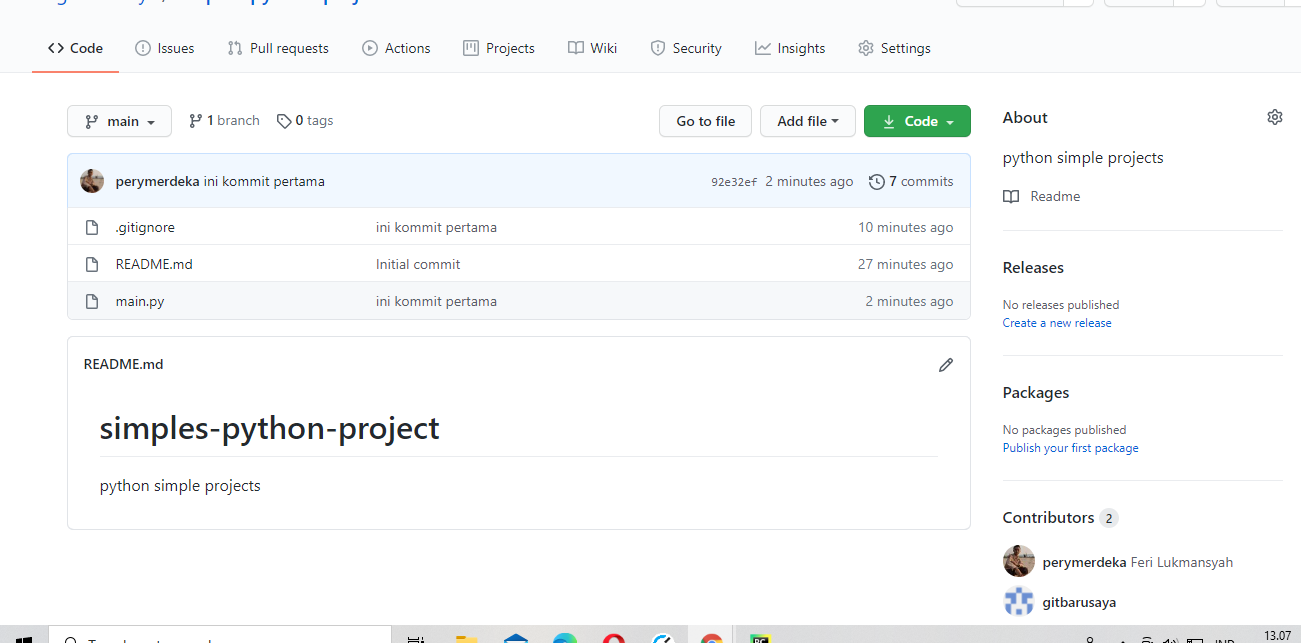 Code Issues Pull requests Actions Projects Wiki Security Insights Settings
main 1 branch 0 tags Go to file Add file Code
perymerdeka ini kommit pertama 92e32ef 2 minutes ago 7 commits
.gitignore ini kommit pertama 10 minutes ago
README.md Initial commit 27 minutes ago
main.py ini kommit pertama 2 minutes ago
README.md
simples-python-project
python simple projects
About
python simple projects
Readme
Releases
No releases published
Create a new release
Packages
No packages published
Publish your first package
Contributors 2
perymerdeka Feri Lukmansyah
gitbarusaya
13.07